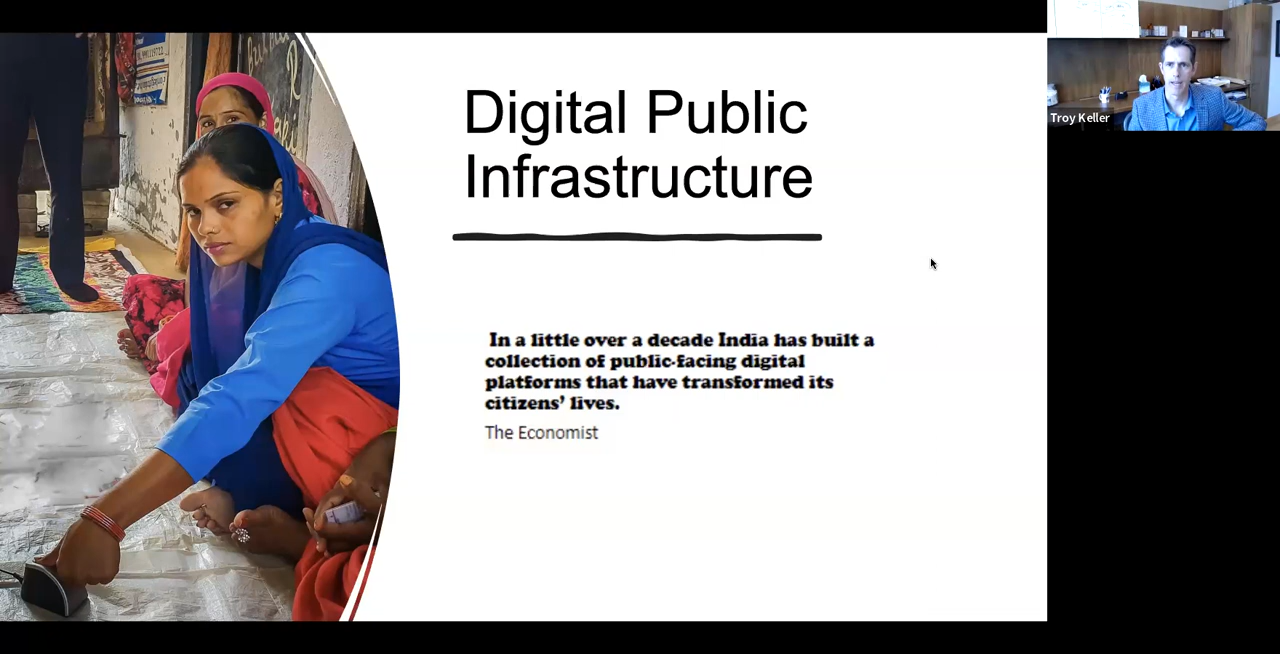 Digital Public
Infrastructure
In a little over a decade India has built a
collection of public-facing digital
platforms that have transformed its
citizens' lives.
The Economist
Troy Keller